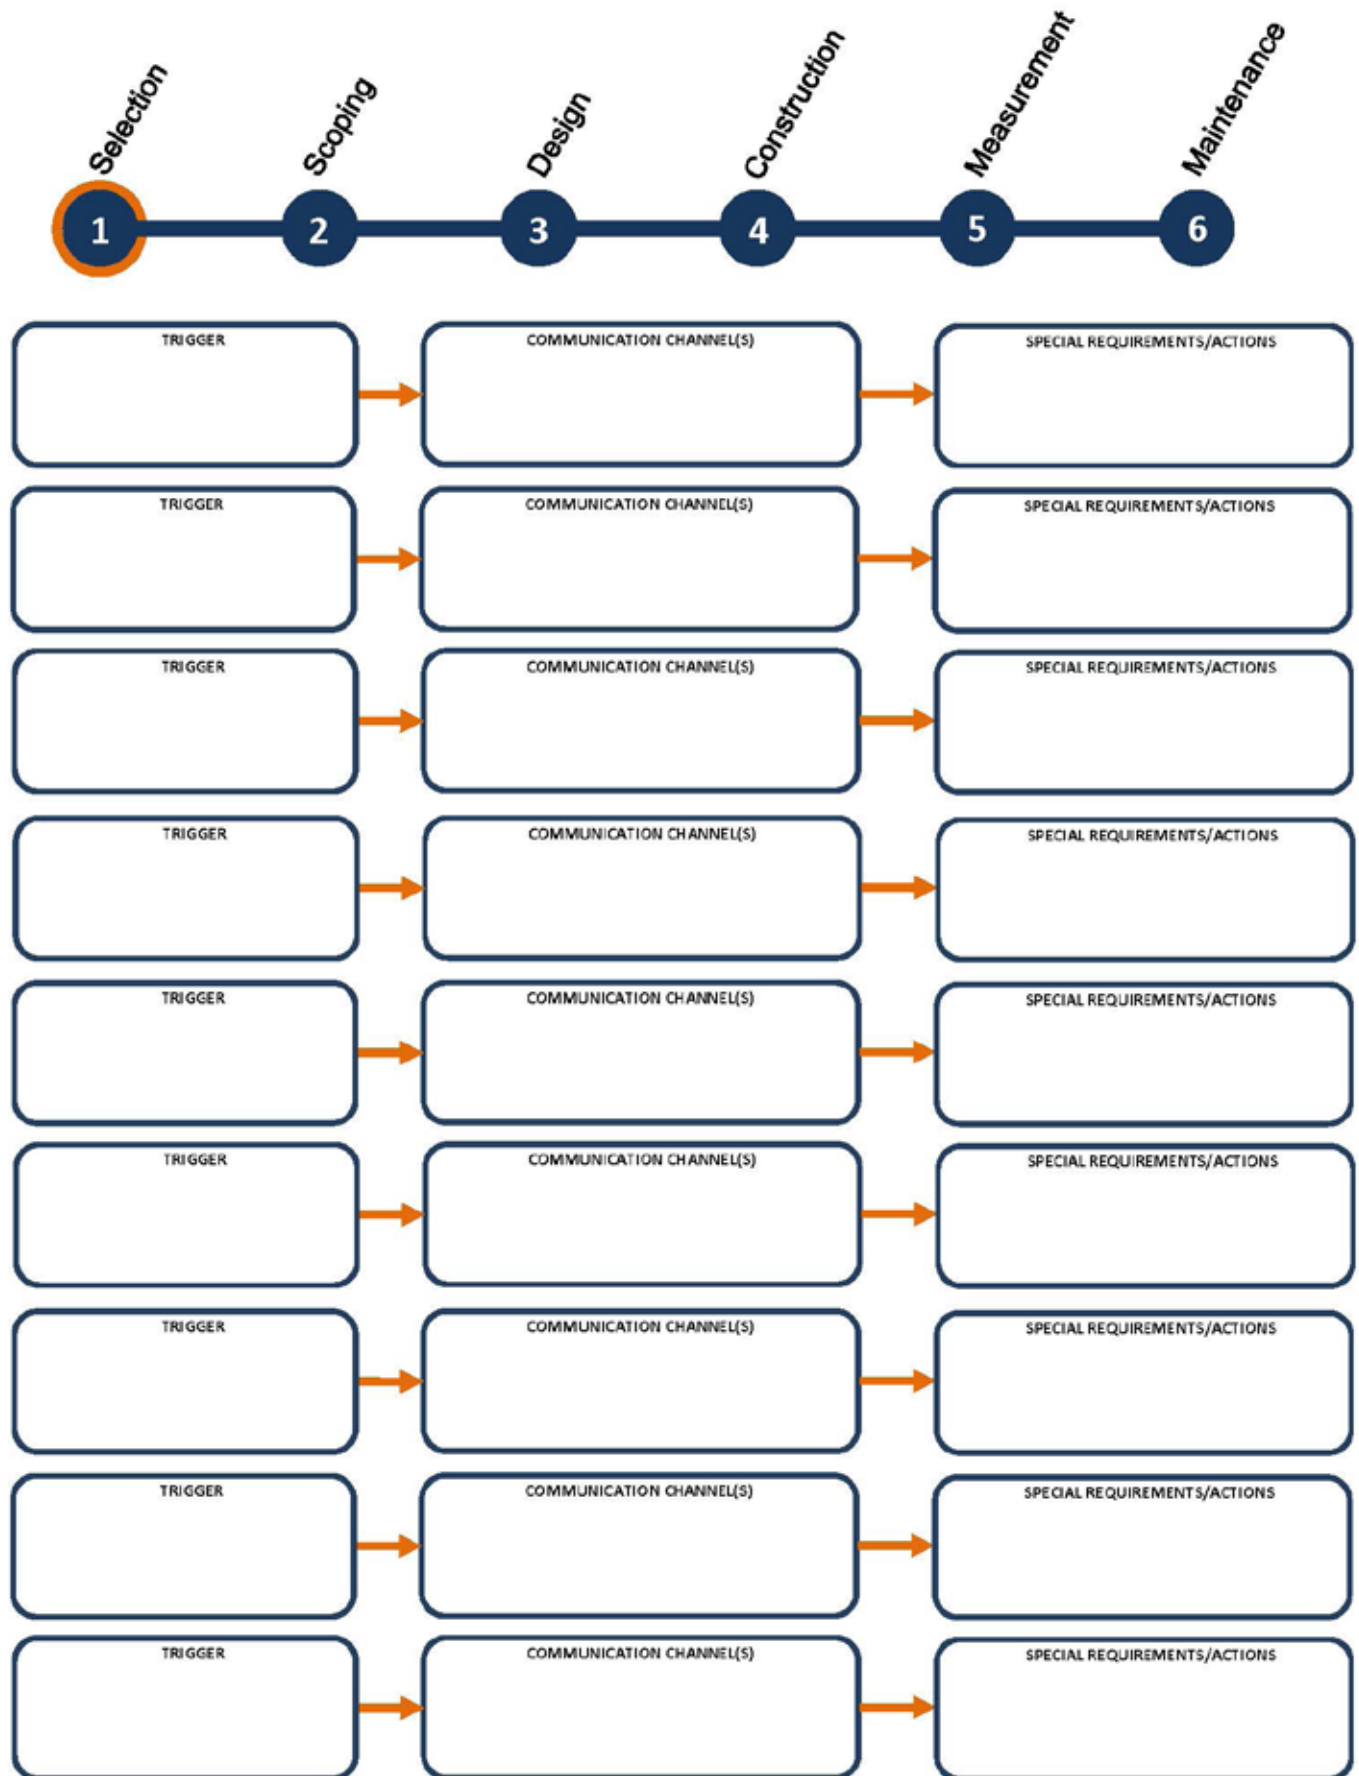 Selection
Scoping
Design
Construction
Measurement
Maintenance
1 2 3 4 5 6
TRIGGER COMMUNICATION CHANNEL(S) SPECIAL REQUIREMENTS/ACTIONS
TRIGGER COMMUNICATION CHANNEL(S) SPECIAL REQUIREMENTS/ACTIONS
TRIGGER COMMUNICATION CHANNEL(S) SPECIAL REQUIREMENTS/ACTIONS
TRIGGER COMMUNICATION CHANNEL(S) SPECIAL REQUIREMENTS/ACTIONS
TRIGGER COMMUNICATION CHANNEL(S) SPECIAL REQUIREMENTS/ACTIONS
TRIGGER COMMUNICATION CHANNEL(S) SPECIAL REQUIREMENTS/ACTIONS
TRIGGER COMMUNICATION CHANNEL(S) SPECIAL REQUIREMENTS/ACTIONS
TRIGGER COMMUNICATION CHANNEL(S) SPECIAL REQUIREMENTS/ACTIONS
TRIGGER COMMUNICATION CHANNEL(S) SPECIAL REQUIREMENTS/ACTIONS